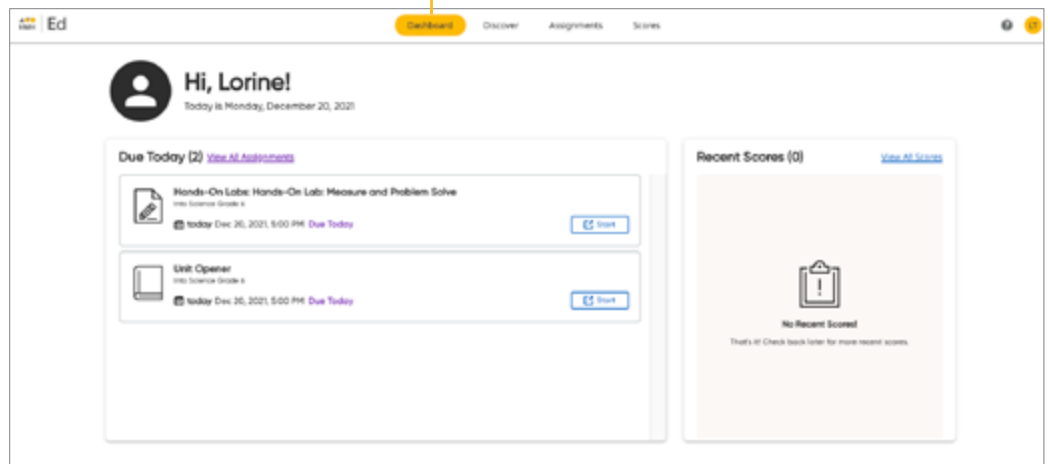 Ed
Dashboard
Discover
Assignments
Scores
LT
Hi, Lorine!
Today is Monday, December 20, 2021
Due Today (2) View All Assignments
Hands-On Labs: Hands-On Lab: Measure and Problem Solve
Into Science Grade 6
today Dec 20, 2021, 5:00 PM Due Today
Start
Unit Opener
Into Science Grade 6
today Dec 20, 2021, 5:00 PM Due Today
Start
Recent Scores (0)
View All Scores
No Recent Scored!
That's it! Check back later for more recent scores.